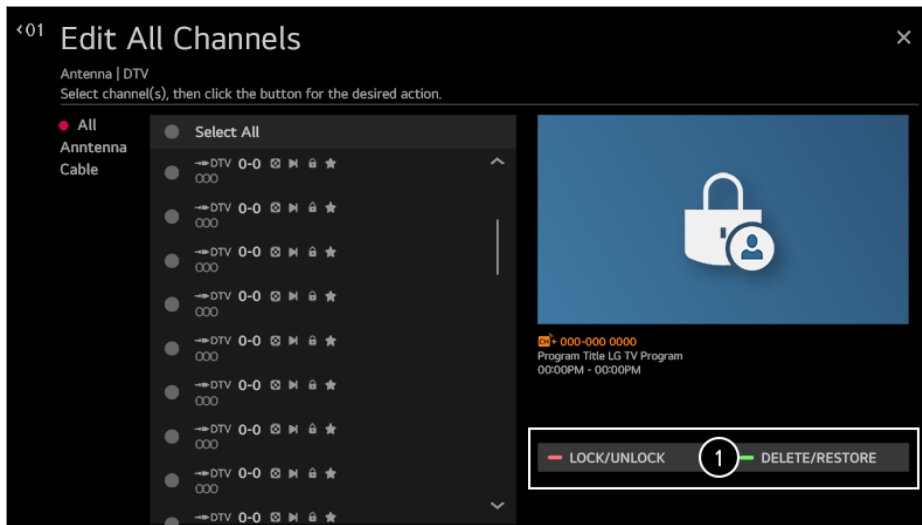 ‹01 Edit All Channels
Antenna | DTV
Select channel(s), then click the button for the desired action.
All
Anntenna
Cable
Select All
DTV 0-0
000
DTV 0-0
000
DTV 0-0
000
DTV 0-0
000
DTV 0-0
000
DTV 0-0
000
DTV 0-0
000
DTV 0-0
000
DTV 0-0
CH+ 000-000 0000
Program Title LG TV Program
00:00PM - 00:00PM
LOCK/UNLOCK 1 DELETE/RESTORE